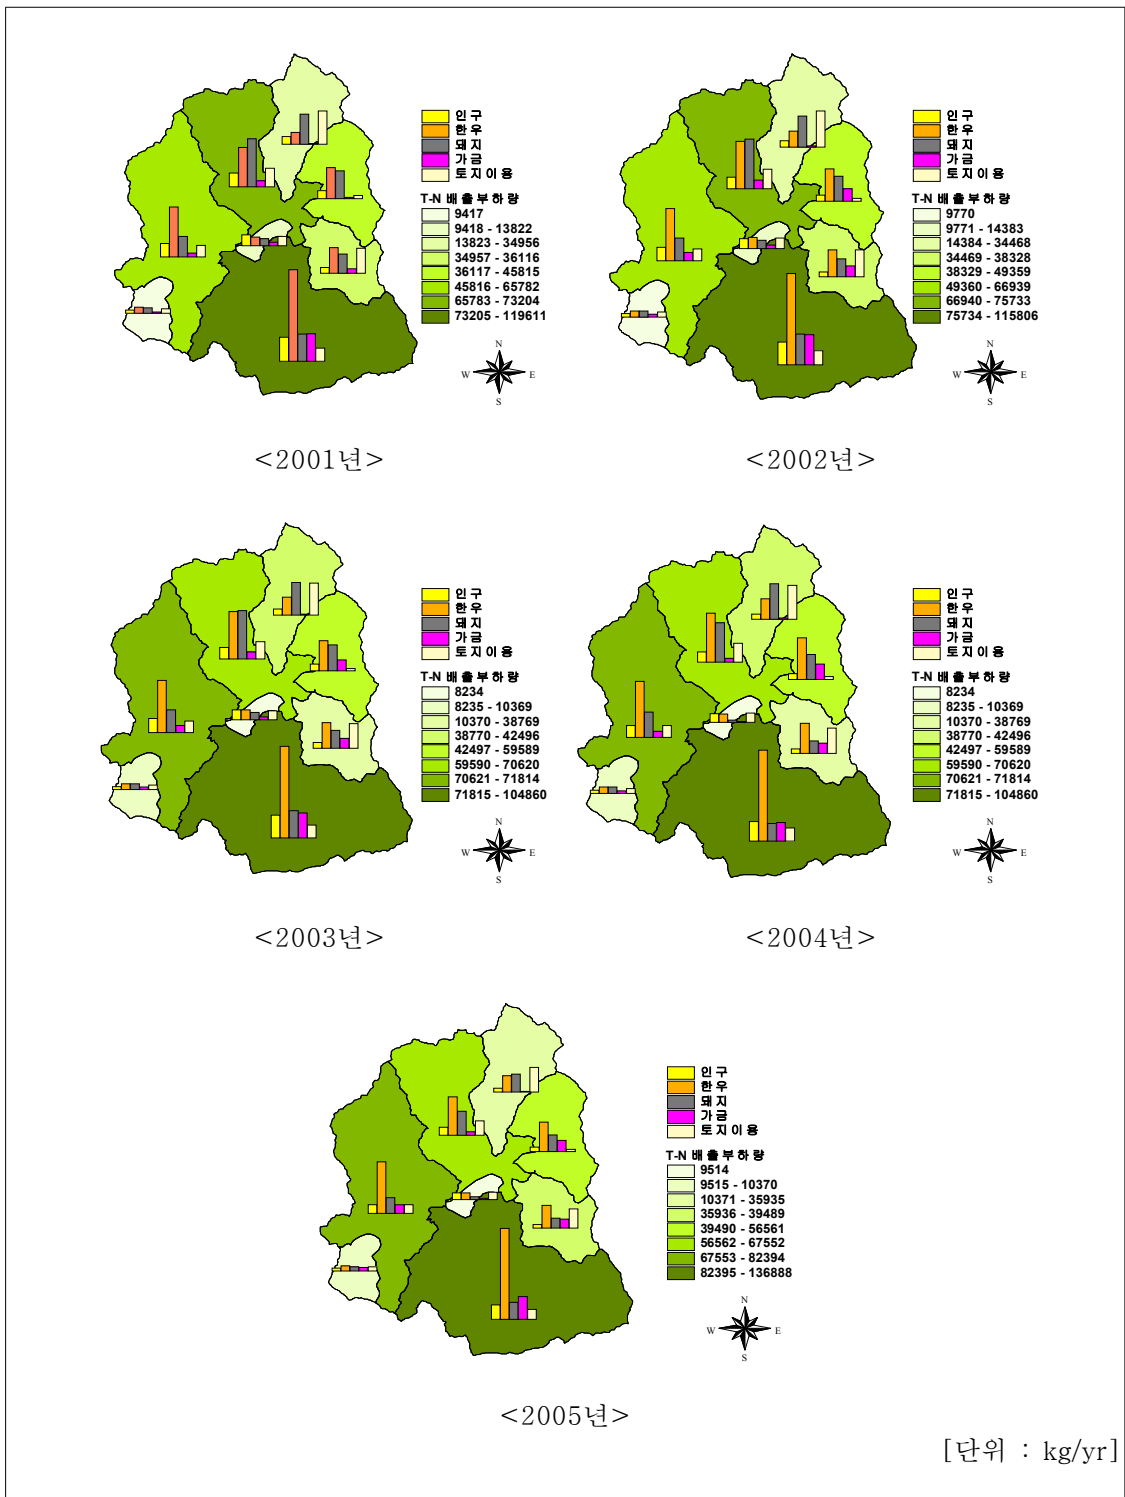 인구
한우
돼지
가금
토지이용
T-N 배출부하량
9417
9418 - 13822
13823 - 34956
34957 - 36116
36117 - 45815
45816 - 65782
65783 - 73204
73205 - 119611
N
W E
S
<2001년>
인구
한우
돼지
가금
토지이용
T-N 배출부하량
9770
9771 - 14383
14384 - 34468
34469 - 38328
38329 - 49359
49360 - 66939
66940 - 75733
75734 - 115806
N
W E
S
<2002년>
인구
한우
돼지
가금
토지이용
T-N 배출부하량
8234
8235 - 10369
10370 - 38769
38770 - 42496
42497 - 59589
59590 - 70620
70621 - 71814
71815 - 104860
N
W E
S
<2003년>
인구
한우
돼지
가금
토지이용
T-N 배출부하량
8234
8235 - 10369
10370 - 38769
38770 - 42496
42497 - 59589
59590 - 70620
70621 - 71814
71815 - 104860
N
W E
S
<2004년>
인구
한우
돼지
가금
토지이용
T-N 배출부하량
9514
9515 - 10370
10371 - 35935
35936 - 39489
39490 - 56561
56562 - 67552
67553 - 82394
82395 - 136888
N
W E
S
<2005년>
[단위 : kg/yr]